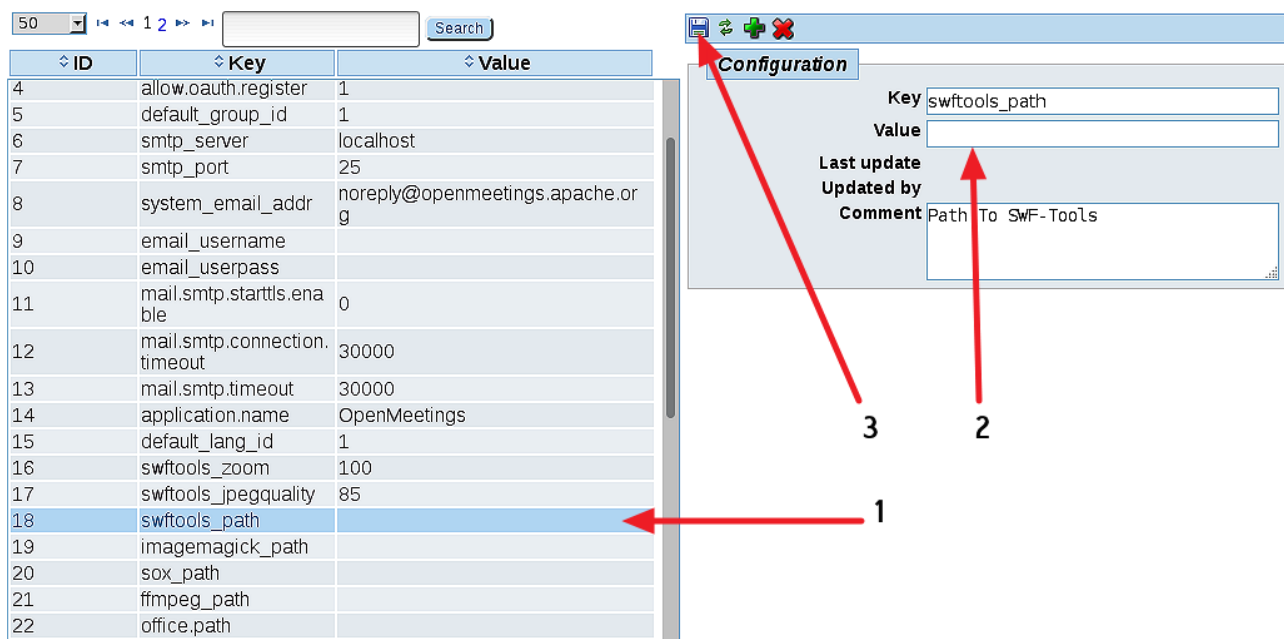 50 1 2 Search
ID Key Value
4 allow.oauth.register 1
5 default_group_id 1
6 smtp_server localhost
7 smtp_port 25
8 system_email_addr noreply@openmeetings.apache.or
g
9 email_username
10 email_userpass
11 mail.smtp.starttls.ena 0
ble
12 mail.smtp.connection. 30000
timeout
13 mail.smtp.timeout 30000
14 application.name OpenMeetings
15 default_lang_id 1
16 swftools_zoom 100
17 swftools_jpegquality 85
18 swftools_path
19 imagemagick_path
20 sox_path
21 ffmpeg_path
22 office.path
Configuration
Key swftools_path
Value
Last update
Updated by
Comment Path To SWF-Tools
3 2
1